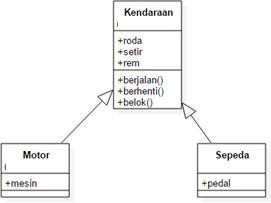 Kendaraan
+roda
+setir
+rem
+berjalan()
+berhenti()
+belok()
Motor
+mesin
Sepeda
+pedal